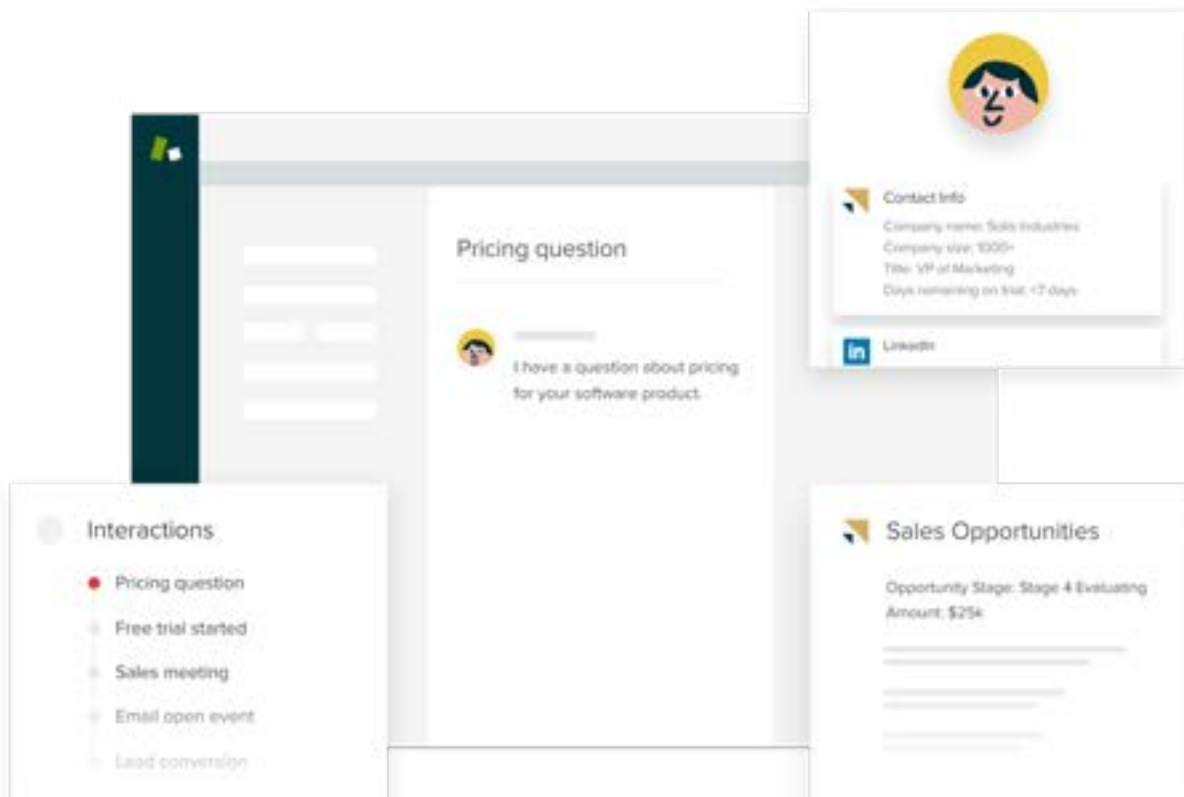 Contact Info
Company name: Solis Industries
Company size: 1000+
Title: VP of Marketing
Days remaining on trial: <7 days
in
LinkedIn
Pricing question
I have a question about pricing
for your software product.
Interactions
Pricing question
Free trial started
Sales meeting
Email open event
Lead conversion
Sales Opportunities
Opportunity Stage: Stage 4 Evaluating
Amount: $25k